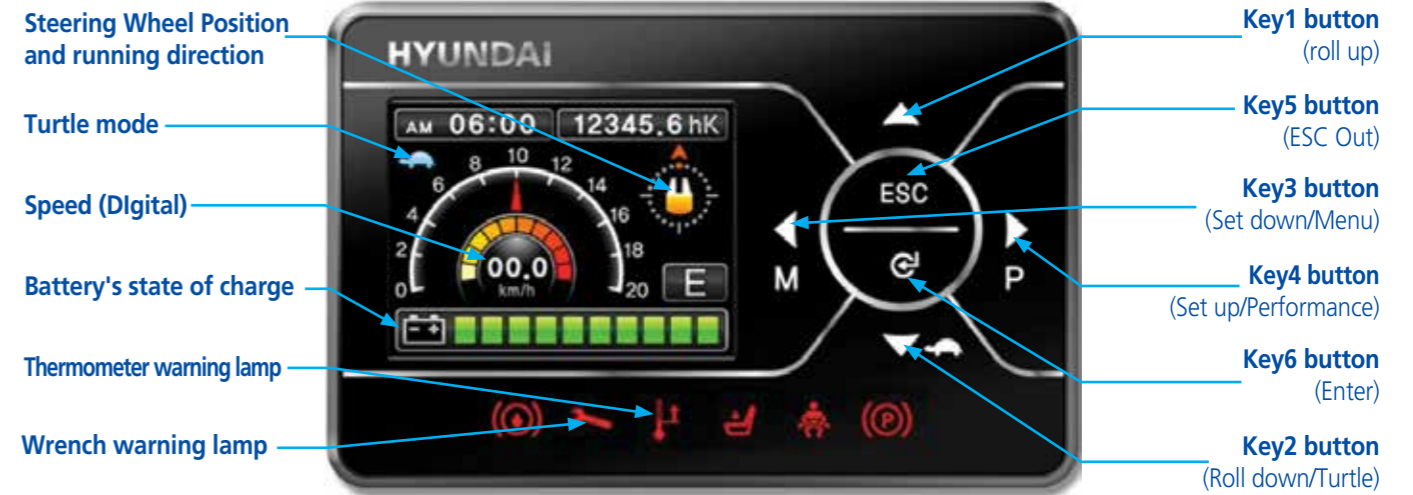 Steering Wheel Position
and running direction
Turtle mode
Speed (DIgital)
Battery's state of charge
Thermometer warning lamp
Wrench warning lamp
HYUNDAI
AM 06:00
12345.6 hK
0
2
4
6
8
10
12
14
16
18
20
00.0
km/h
E
- +
ESC
M
P
(P)
Key1 button
(roll up)
Key5 button
(ESC Out)
Key3 button
(Set down/Menu)
Key4 button
(Set up/Performance)
Key6 button
(Enter)
Key2 button
(Roll down/Turtle)